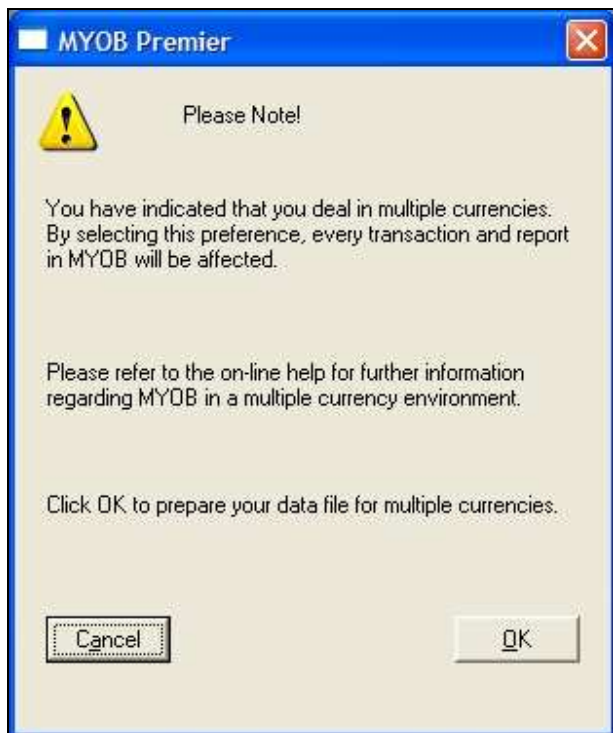 MYOB Premier
Please Note!
You have indicated that you deal in multiple currencies.
By selecting this preference, every transaction and report
in MYOB will be affected.
Please refer to the on-line help for further information
regarding MYOB in a multiple currency environment.
Click OK to prepare your data file for multiple currencies.
Cancel
OK